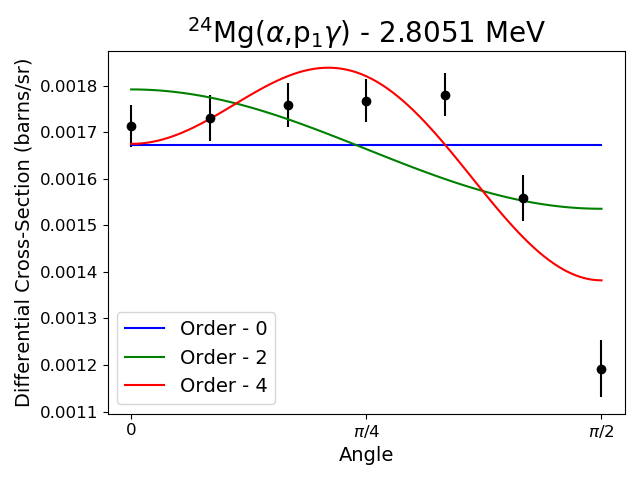 ²⁴Mg(α,p₁γ) - 2.8051 MeV
Differential Cross-Section (barns/sr)
0.0018
0.0017
0.0016
0.0015
0.0014
0.0013
0.0012
0.0011
Order - 0
Order - 2
Order - 4
0
π/4
π/2
Angle